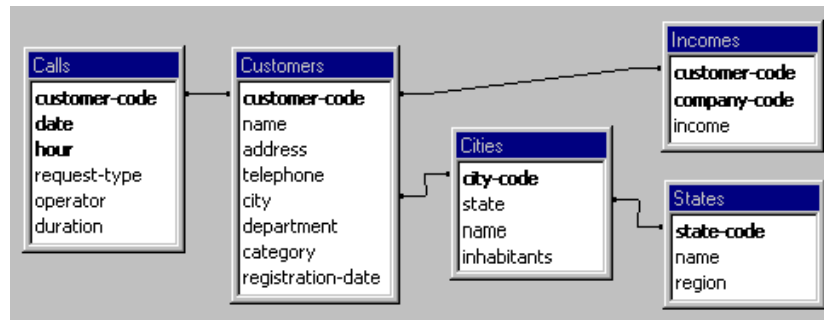 Calls
customer-code
date
hour
request-type
operator
duration
Customers
customer-code
name
address
telephone
city
department
category
registration-date
Cities
city-code
state
name
inhabitants
Incomes
customer-code
company-code
income
States
state-code
name
region